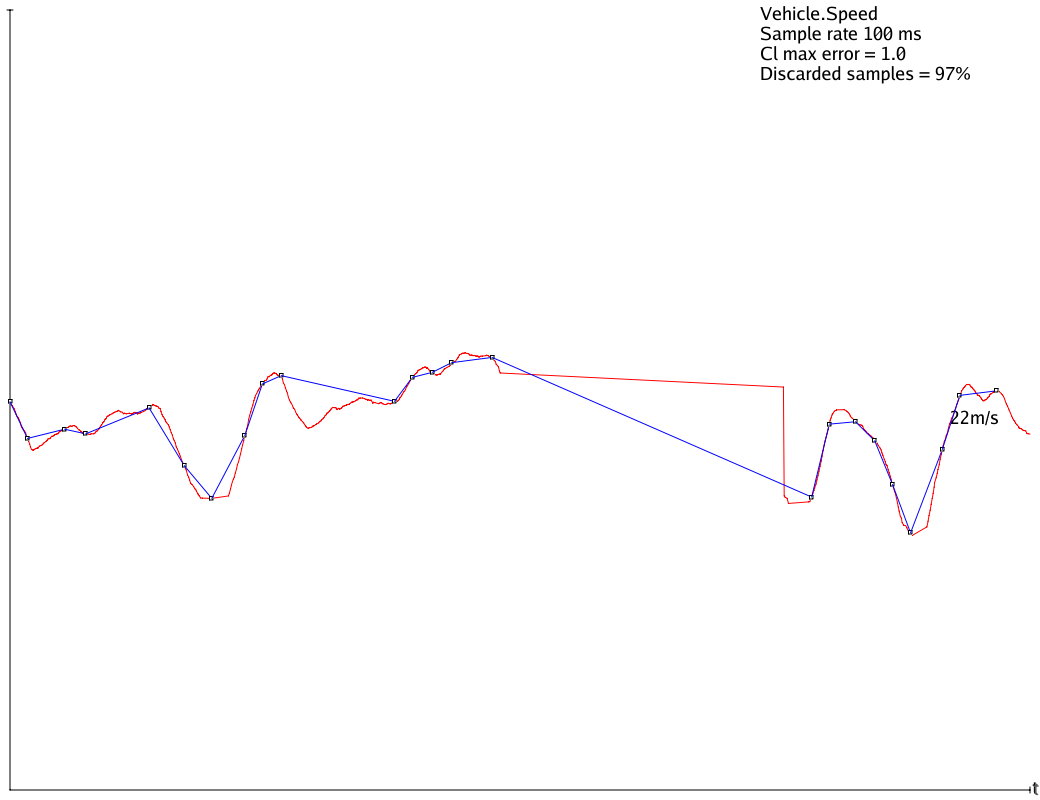 Vehicle.Speed
Sample rate 100 ms
Cl max error = 1.0
Discarded samples = 97%
22m/s
t